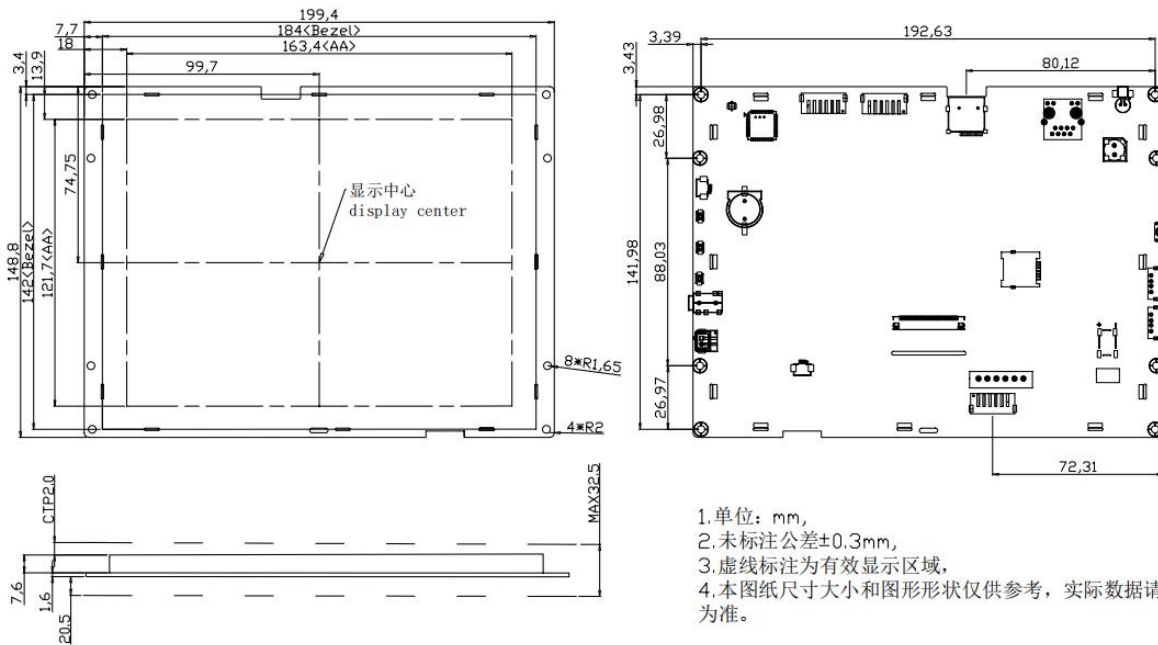 199,4
7,7
184<Bezel>
18
163,4<AA>
99,7
3,4
13,9
74,75
148,8
142<Bezel>
121,7<AA>
显示中心
display center
8*R1,65
4*R2
3,39
192,63
3,43
80,12
26,98
141,98
88,03
26,97
72,31
CTP2,0
MAX32,5
7,6
1,6
20,5
1.单位：mm,
2.未标注公差±0.3mm,
3.虚线标注为有效显示区域,
4.本图纸尺寸大小和图形形状仅供参考，实际数据请
为准。